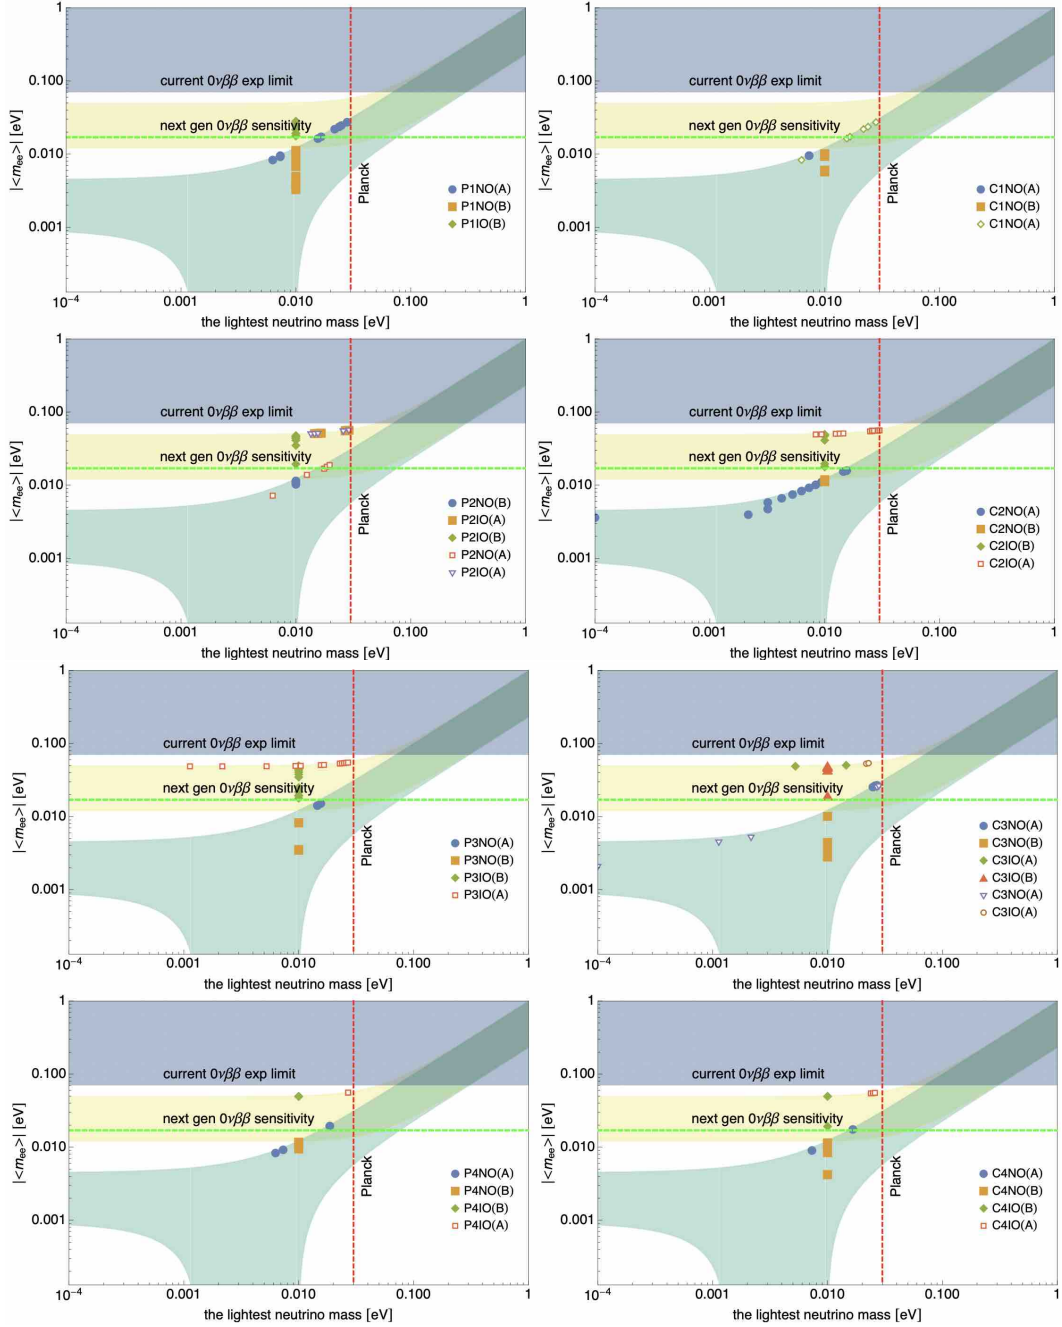 1
0.100
current 0νββ exp limit
|<mee>| [eV]
next gen 0νββ sensitivity
0.010
P1NO(A)
P1NO(B)
P1IO(B)
Planck
0.001
10⁻⁴ 0.001 0.010 0.100 1
the lightest neutrino mass [eV]
1
0.100
current 0νββ exp limit
|<mee>| [eV]
next gen 0νββ sensitivity
0.010
C1NO(A)
C1NO(B)
C1NO(A)
Planck
0.001
10⁻⁴ 0.001 0.010 0.100 1
the lightest neutrino mass [eV]
1
0.100
current 0νββ exp limit
|<mee>| [eV]
next gen 0νββ sensitivity
0.010
P2NO(B)
P2IO(A)
P2IO(B)
P2NO(A)
P2IO(A)
Planck
0.001
10⁻⁴ 0.001 0.010 0.100 1
the lightest neutrino mass [eV]
1
0.100
current 0νββ exp limit
|<mee>| [eV]
next gen 0νββ sensitivity
0.010
C2NO(A)
C2NO(B)
C2IO(B)
C2IO(A)
Planck
0.001
10⁻⁴ 0.001 0.010 0.100 1
the lightest neutrino mass [eV]
1
0.100
current 0νββ exp limit
|<mee>| [eV]
next gen 0νββ sensitivity
0.010
P3NO(A)
P3NO(B)
P3IO(B)
P3IO(A)
Planck
0.001
10⁻⁴ 0.001 0.010 0.100 1
the lightest neutrino mass [eV]
1
0.100
current 0νββ exp limit
|<mee>| [eV]
next gen 0νββ sensitivity
0.010
C3NO(A)
C3NO(B)
C3IO(A)
C3IO(B)
C3NO(A)
C3IO(A)
Planck
0.001
10⁻⁴ 0.001 0.010 0.100 1
the lightest neutrino mass [eV]
1
0.100
current 0νββ exp limit
|<mee>| [eV]
next gen 0νββ sensitivity
0.010
P4NO(A)
P4NO(B)
P4IO(B)
P4IO(A)
Planck
0.001
10⁻⁴ 0.001 0.010 0.100 1
the lightest neutrino mass [eV]
1
0.100
current 0νββ exp limit
|<mee>| [eV]
next gen 0νββ sensitivity
0.010
C4NO(A)
C4NO(B)
C4IO(B)
C4IO(A)
Planck
0.001
10⁻⁴ 0.001 0.010 0.100 1
the lightest neutrino mass [eV]